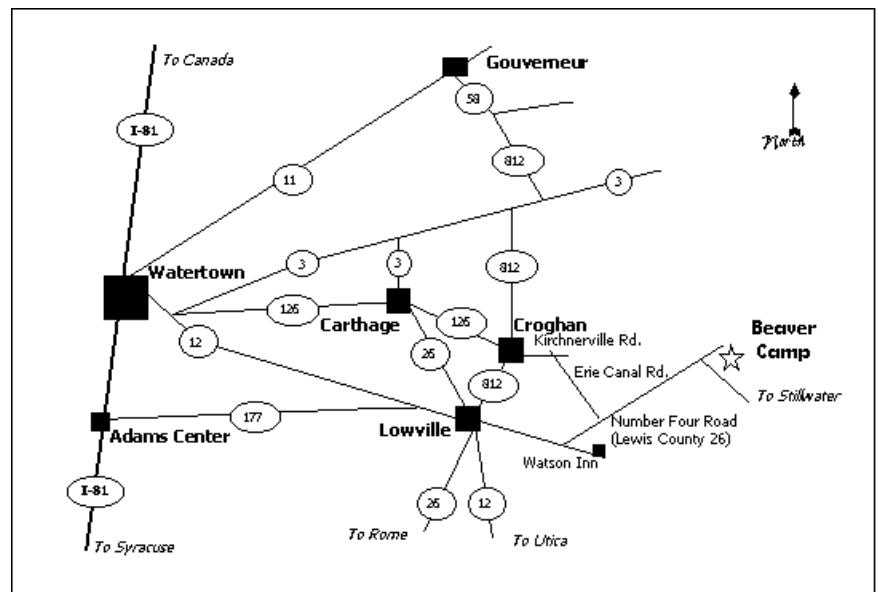 To Canada
Gouverneur
58
I-81
North
812
11
3
Watertown
3
3
812
126
Carthage
126
Croghan
Kirchnerville Rd.
Beaver
Camp
12
26
Erie Canal Rd.
812
To Stillwater
177
Adams Center
Lowville
Number Four Road
(Lewis County 26)
Watson Inn
I-81
26
12
To Rome
To Utica
To Syracuse